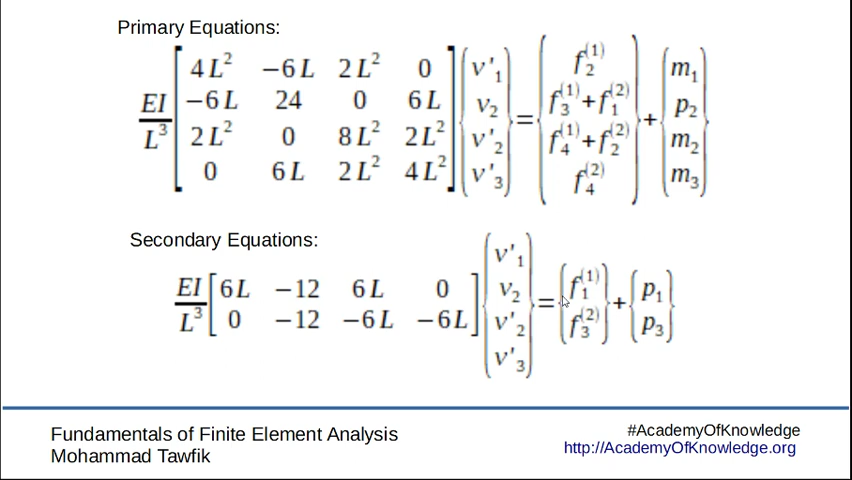 Primary Equations:
EI/L³ [4L² −6L 2L² 0; −6L 24 0 6L; 2L² 0 8L² 2L²; 0 6L 2L² 4L²] {v'₁; v₂; v'₂; v'₃} = {f₂⁽¹⁾; f₃⁽¹⁾+f₁⁽²⁾; f₄⁽¹⁾+f₂⁽²⁾; f₄⁽²⁾} + {m₁; p₂; m₂; m₃}
Secondary Equations:
EI/L³ [6L −12 6L 0; 0 −12 −6L −6L] {v'₁; v₂; v'₂; v'₃} = {f₁⁽¹⁾; f₃⁽²⁾} + {p₁; p₃}
Fundamentals of Finite Element Analysis
Mohammad Tawfik
#AcademyOfKnowledge
http://AcademyOfKnowledge.org